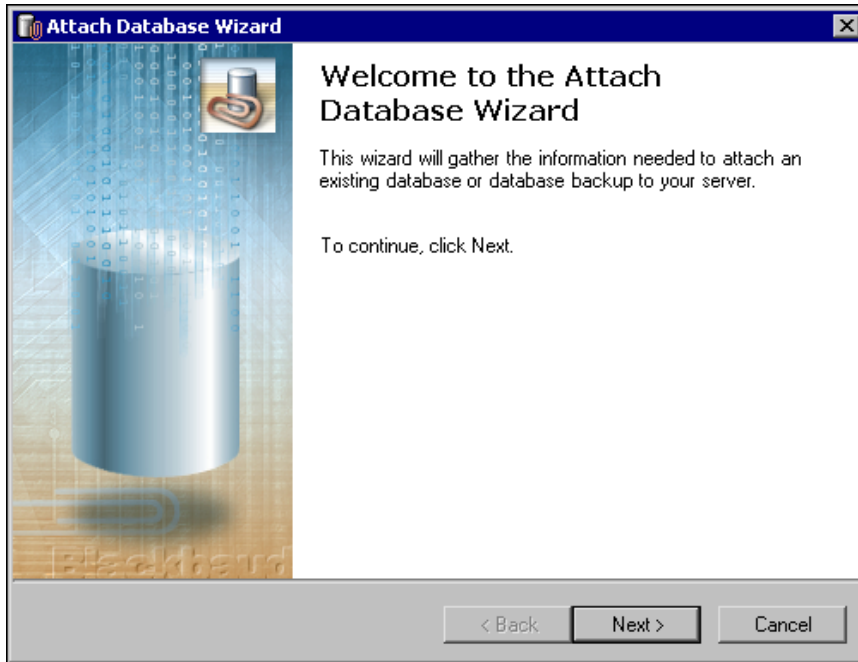 Attach Database Wizard
Welcome to the Attach
Database Wizard
This wizard will gather the information needed to attach an
existing database or database backup to your server.
To continue, click Next.
Blackbaud
< Back
Next >
Cancel